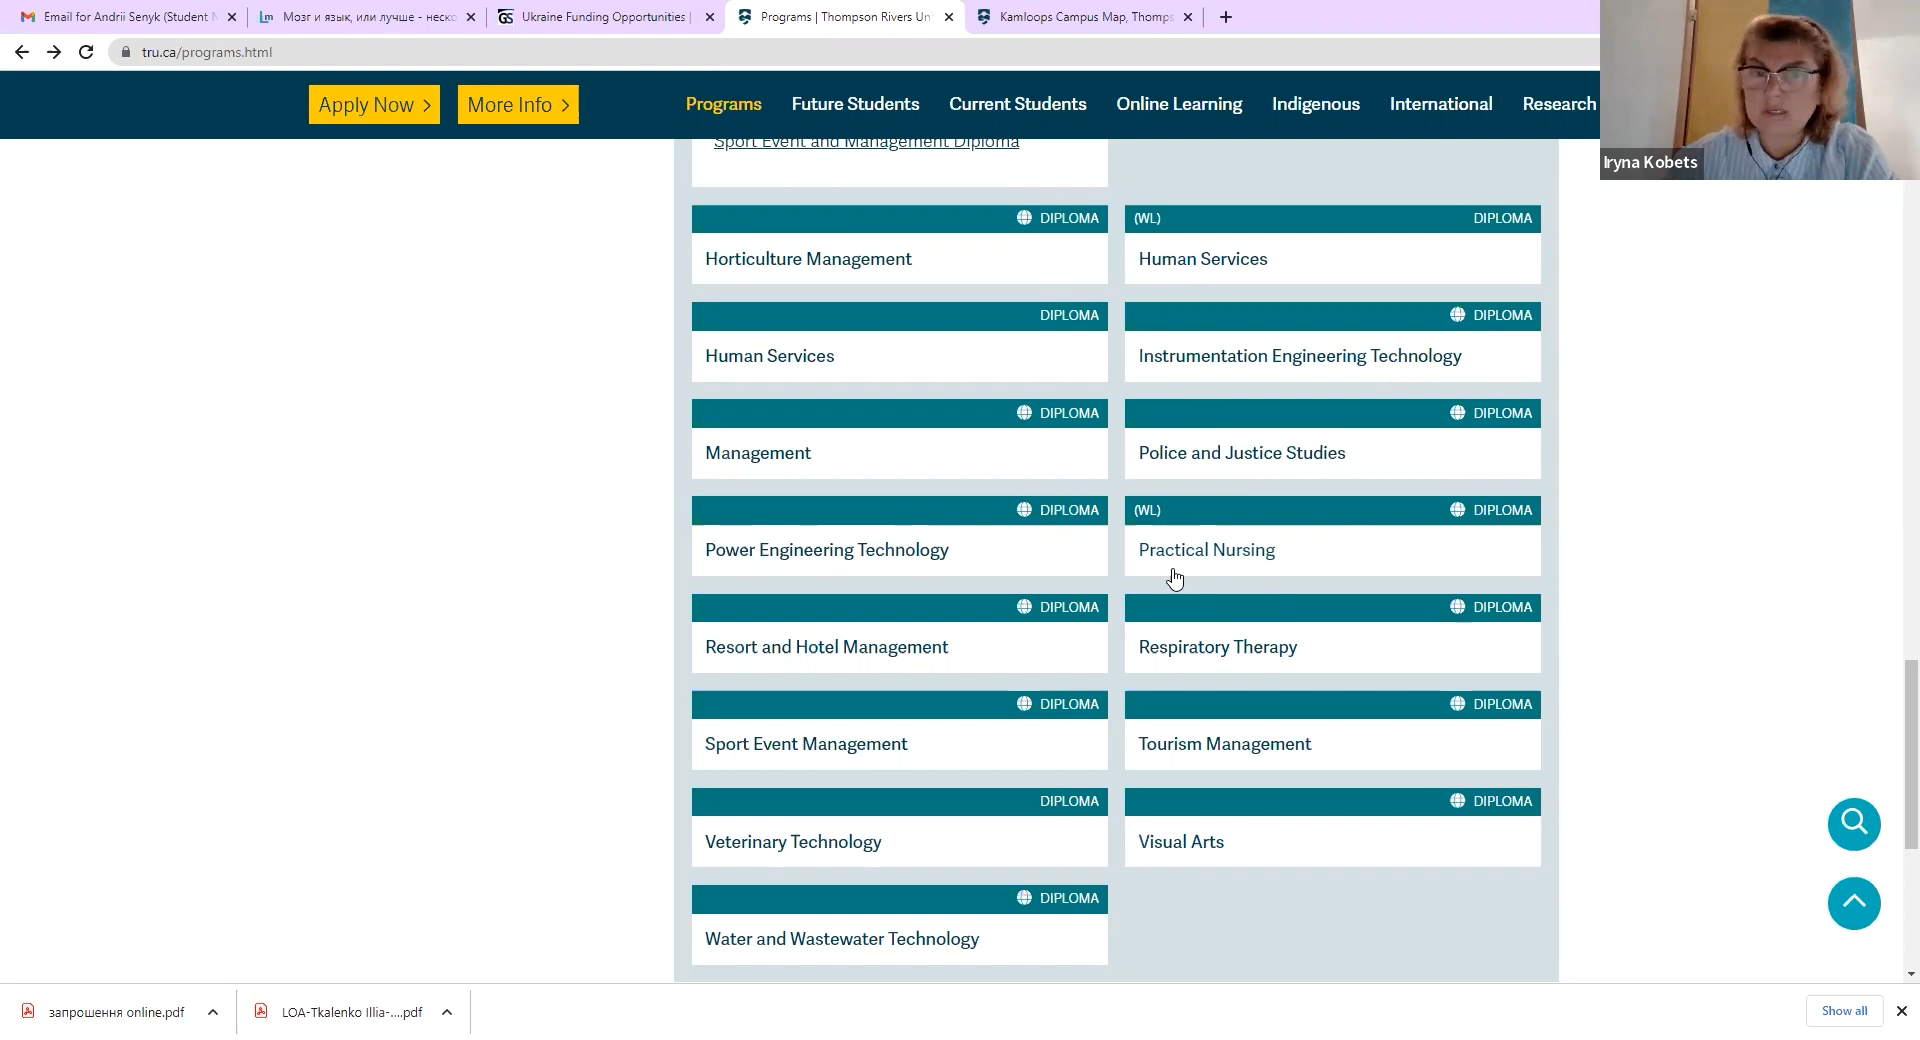 Email for Andrii Senyk (Student N
Мозг и язык, или лучше - неско
Ukraine Funding Opportunities |
Programs | Thompson Rivers Un
Kamloops Campus Map, Thomps
tru.ca/programs.html
Apply Now
More Info
Programs
Future Students
Current Students
Online Learning
Indigenous
International
Research
Iryna Kobets
Sport Event and Management Diploma
DIPLOMA
Horticulture Management
(WL) DIPLOMA
Human Services
DIPLOMA
Human Services
DIPLOMA
Instrumentation Engineering Technology
DIPLOMA
Management
DIPLOMA
Police and Justice Studies
DIPLOMA
Power Engineering Technology
(WL) DIPLOMA
Practical Nursing
DIPLOMA
Resort and Hotel Management
DIPLOMA
Respiratory Therapy
DIPLOMA
Sport Event Management
DIPLOMA
Tourism Management
DIPLOMA
Veterinary Technology
DIPLOMA
Visual Arts
DIPLOMA
Water and Wastewater Technology
запрошення online.pdf
LOA-Tkalenko Illia-....pdf
Show all